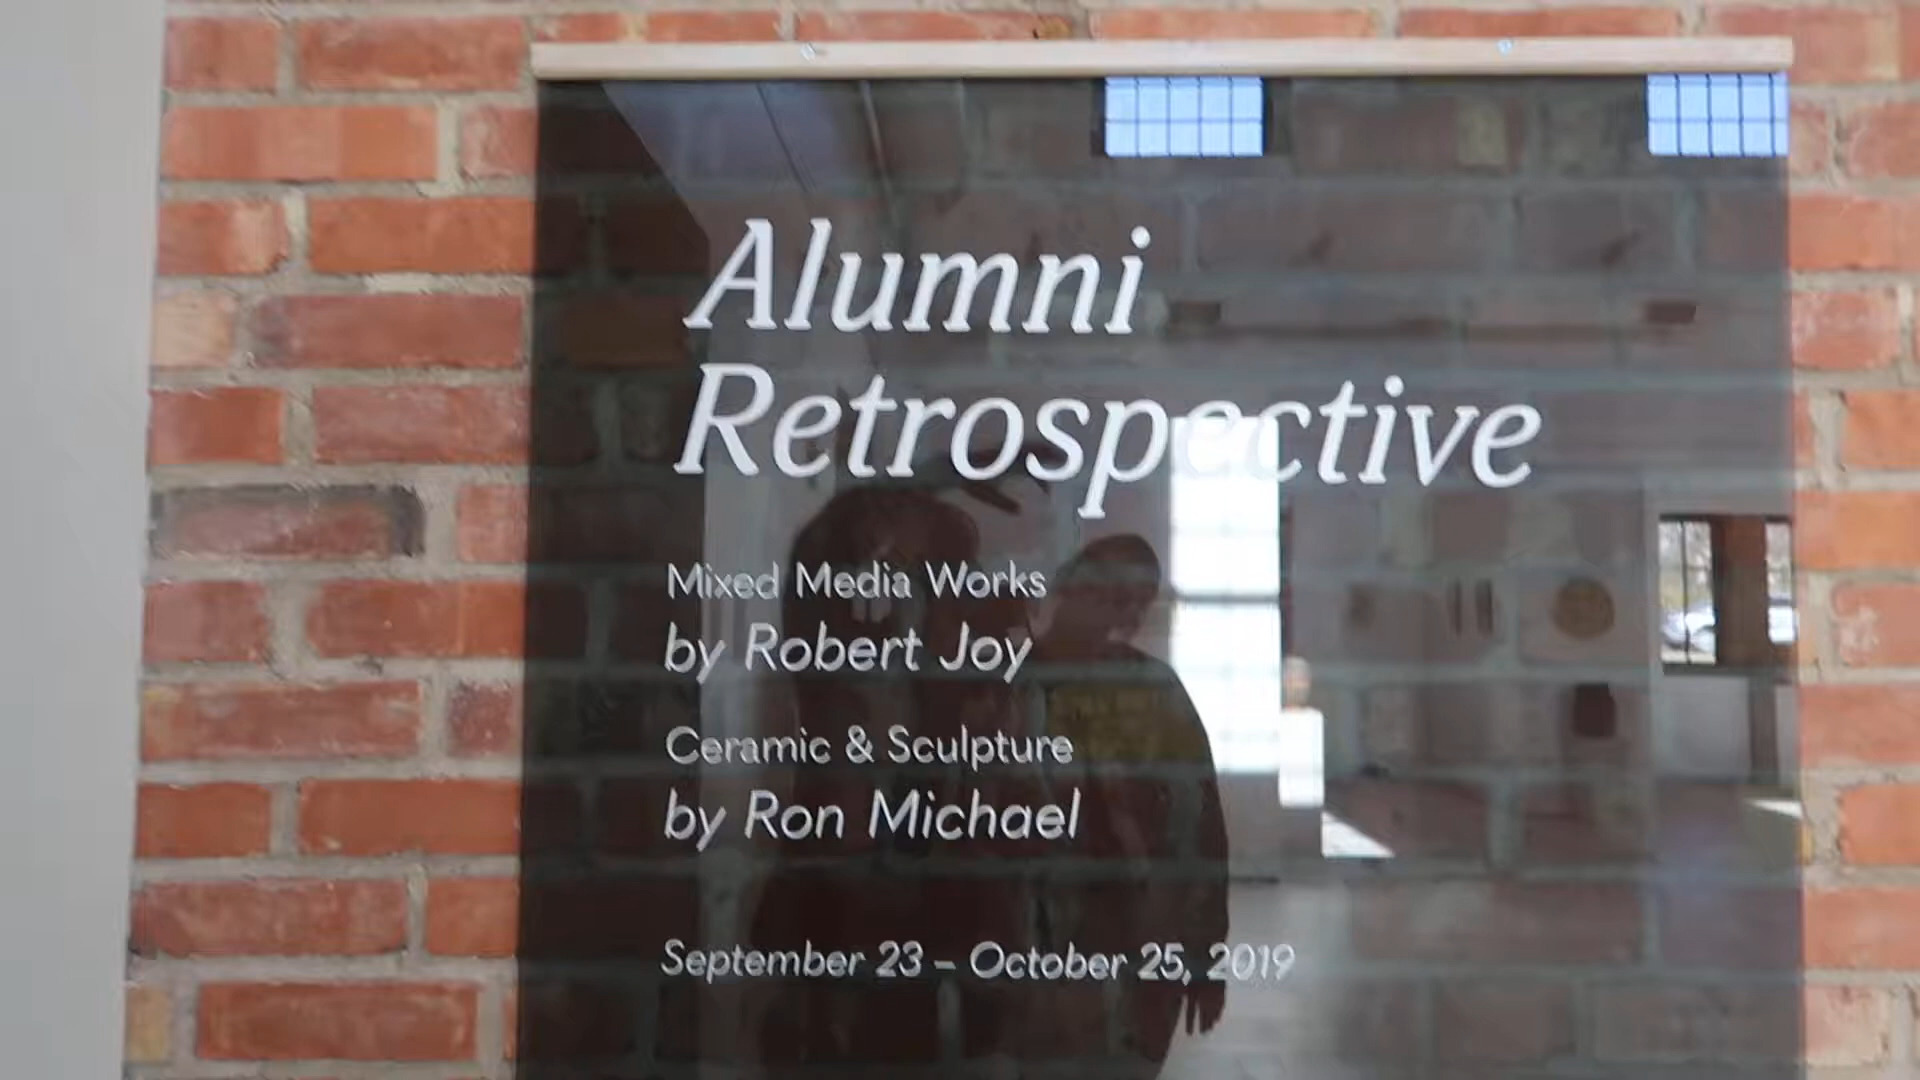 Alumni
Retrospective
Mixed Media Works
by Robert Joy
Ceramic & Sculpture
by Ron Michael
September 23 – October 25, 2019